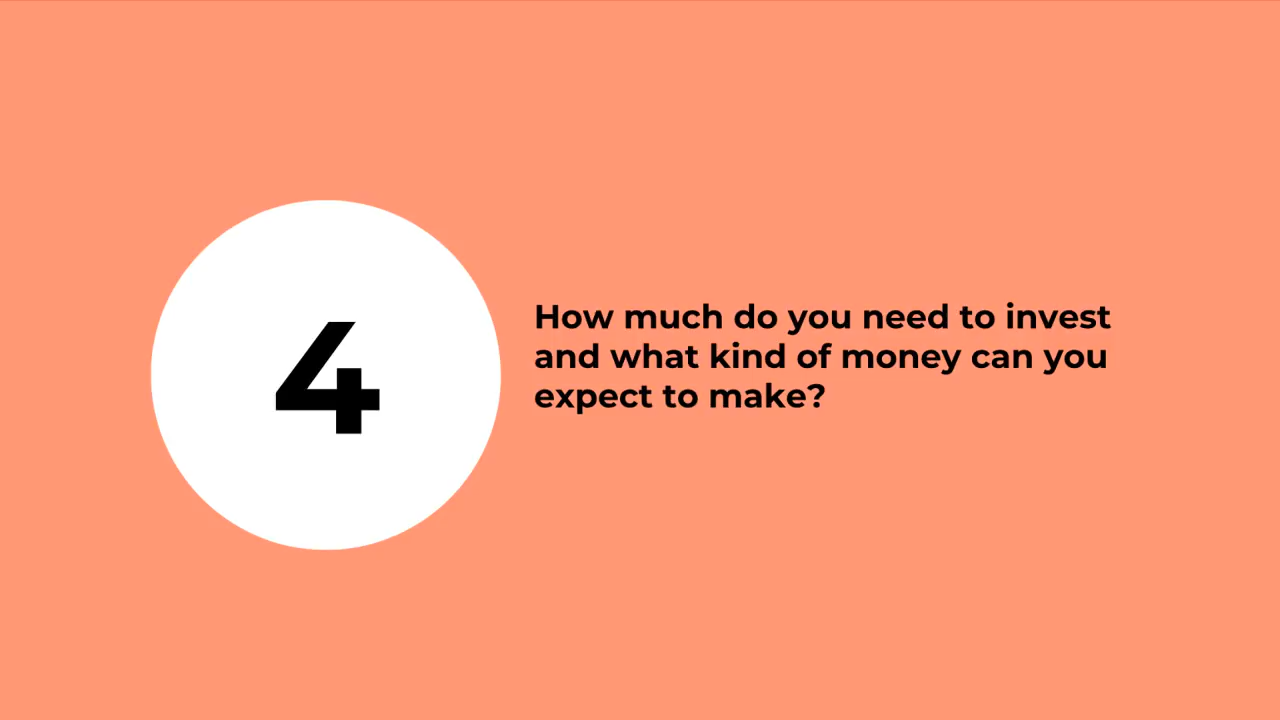 4
How much do you need to invest
and what kind of money can you
expect to make?